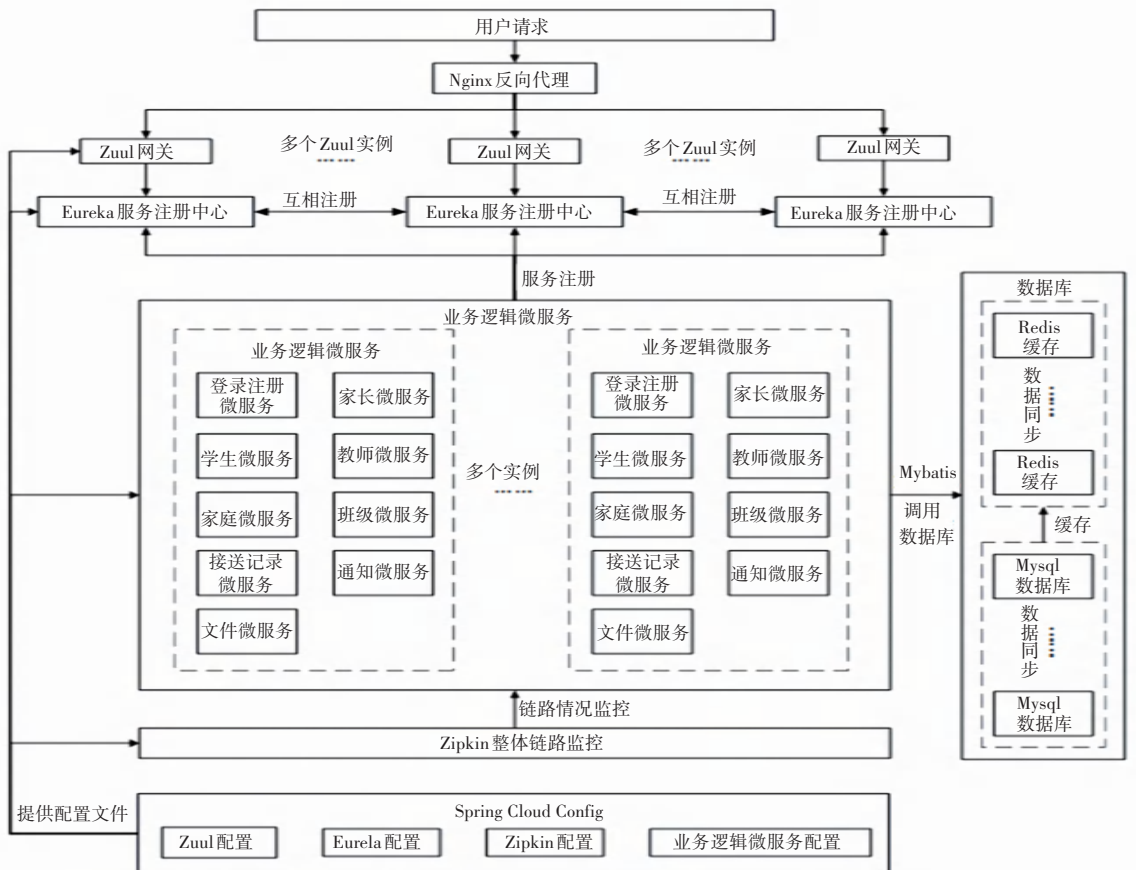 用户请求
Nginx反向代理
Zuul网关
多个Zuul实例
Zuul网关
多个Zuul实例
Zuul网关
Eureka服务注册中心
互相注册
Eureka服务注册中心
互相注册
Eureka服务注册中心
服务注册
业务逻辑微服务
业务逻辑微服务
登录注册
微服务
家长微服务
学生微服务
教师微服务
家庭微服务
班级微服务
接送记录
微服务
通知微服务
文件微服务
多个实例
业务逻辑微服务
登录注册
微服务
家长微服务
学生微服务
教师微服务
家庭微服务
班级微服务
接送记录
微服务
通知微服务
文件微服务
Mybatis
调用
数据库
数据库
Redis
缓存
数据同步
Redis
缓存
缓存
Mysql
数据库
数据同步
Mysql
数据库
链路情况监控
Zipkin整体链路监控
提供配置文件
Spring Cloud Config
Zuul配置
Eurela配置
Zipkin配置
业务逻辑微服务配置